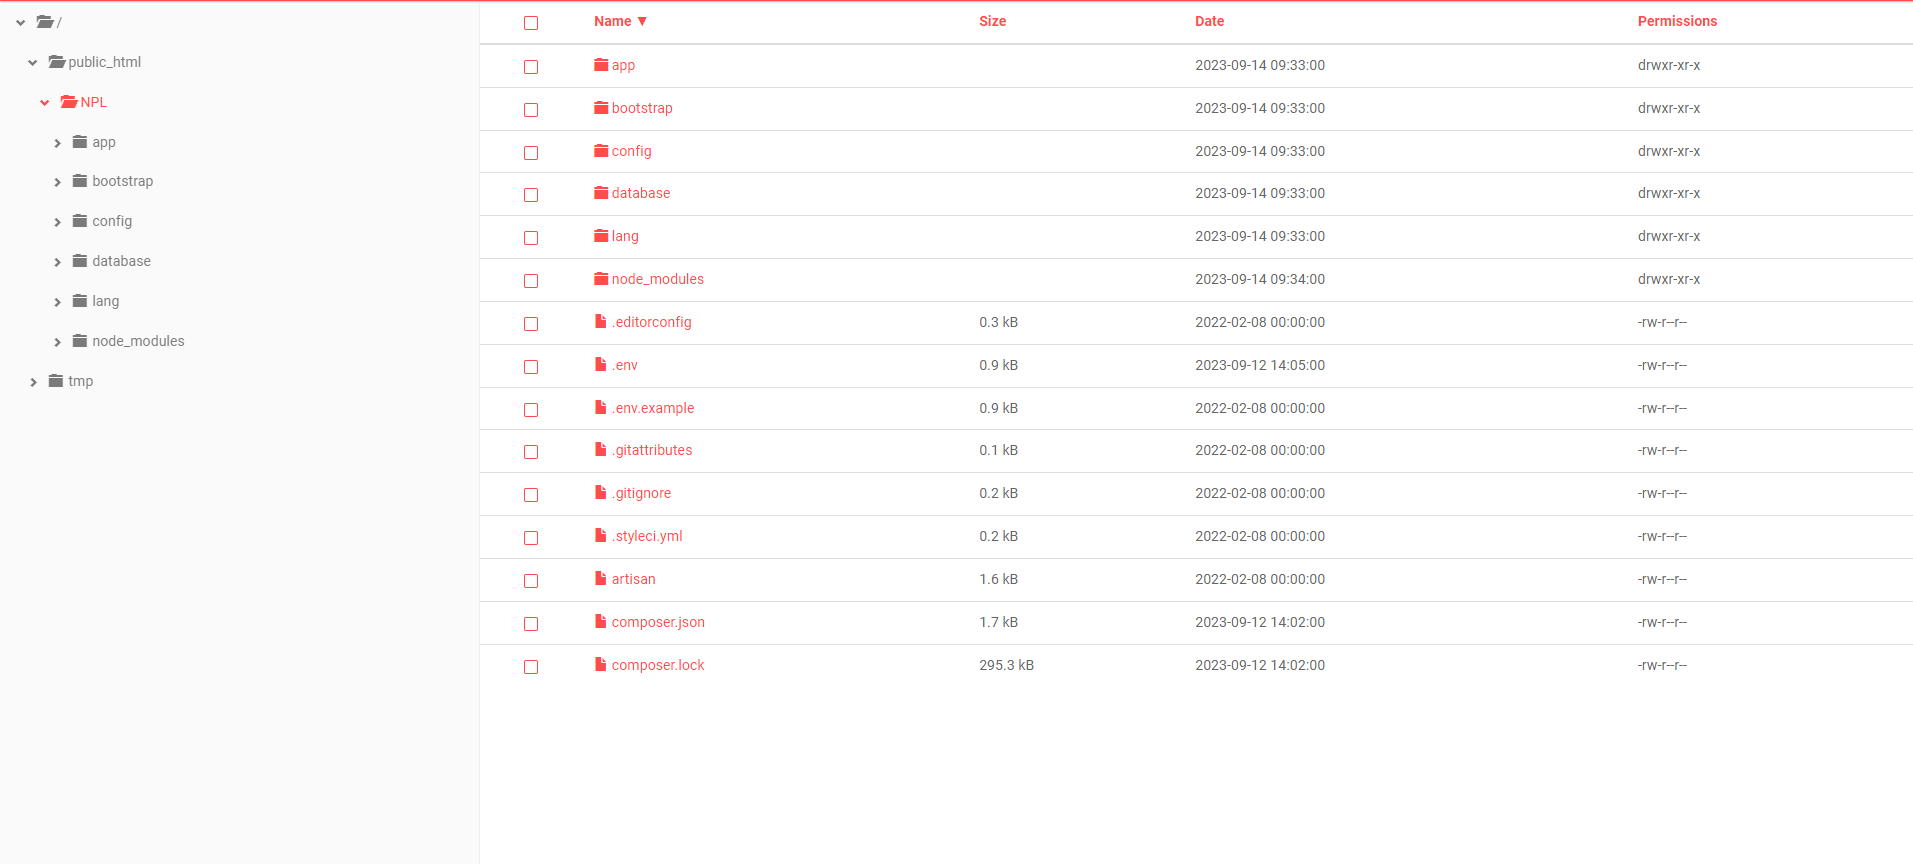 /
public_html
NPL
app
bootstrap
config
database
lang
node_modules
tmp
Name ▼ Size Date Permissions
app 2023-09-14 09:33:00 drwxr-xr-x
bootstrap 2023-09-14 09:33:00 drwxr-xr-x
config 2023-09-14 09:33:00 drwxr-xr-x
database 2023-09-14 09:33:00 drwxr-xr-x
lang 2023-09-14 09:33:00 drwxr-xr-x
node_modules 2023-09-14 09:34:00 drwxr-xr-x
.editorconfig 0.3 kB 2022-02-08 00:00:00 -rw-r--r--
.env 0.9 kB 2023-09-12 14:05:00 -rw-r--r--
.env.example 0.9 kB 2022-02-08 00:00:00 -rw-r--r--
.gitattributes 0.1 kB 2022-02-08 00:00:00 -rw-r--r--
.gitignore 0.2 kB 2022-02-08 00:00:00 -rw-r--r--
.styleci.yml 0.2 kB 2022-02-08 00:00:00 -rw-r--r--
artisan 1.6 kB 2022-02-08 00:00:00 -rw-r--r--
composer.json 1.7 kB 2023-09-12 14:02:00 -rw-r--r--
composer.lock 295.3 kB 2023-09-12 14:02:00 -rw-r--r--